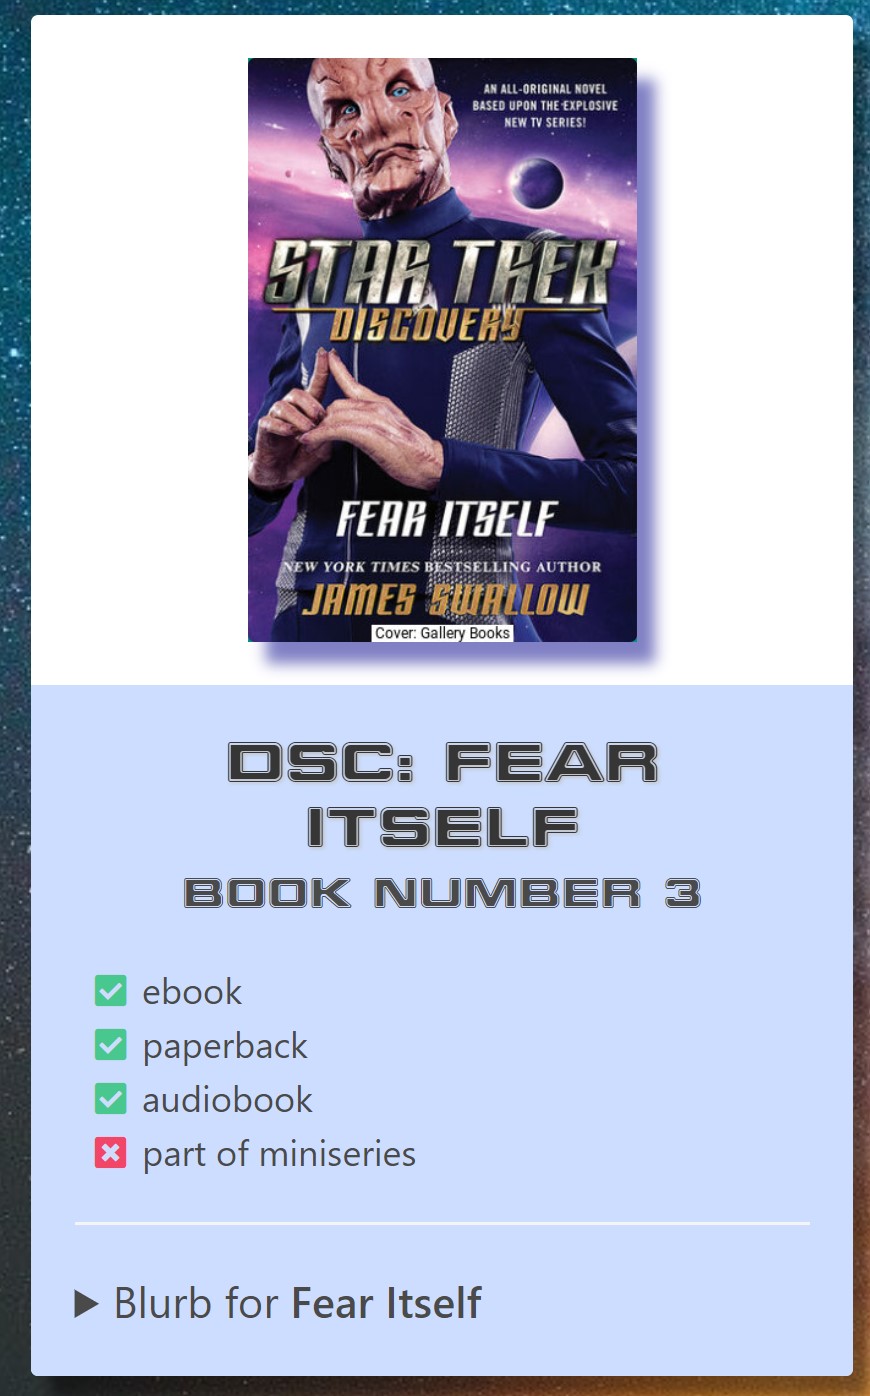 AN ALL-ORIGINAL NOVEL
BASED UPON THE EXPLOSIVE
NEW TV SERIES!
STAR TREK
DISCOVERY
FEAR ITSELF
NEW YORK TIMES BESTSELLING AUTHOR
JAMES SWALLOW
Cover: Gallery Books
DSC: FEAR
ITSELF
BOOK NUMBER 3
ebook
paperback
audiobook
part of miniseries
Blurb for Fear Itself